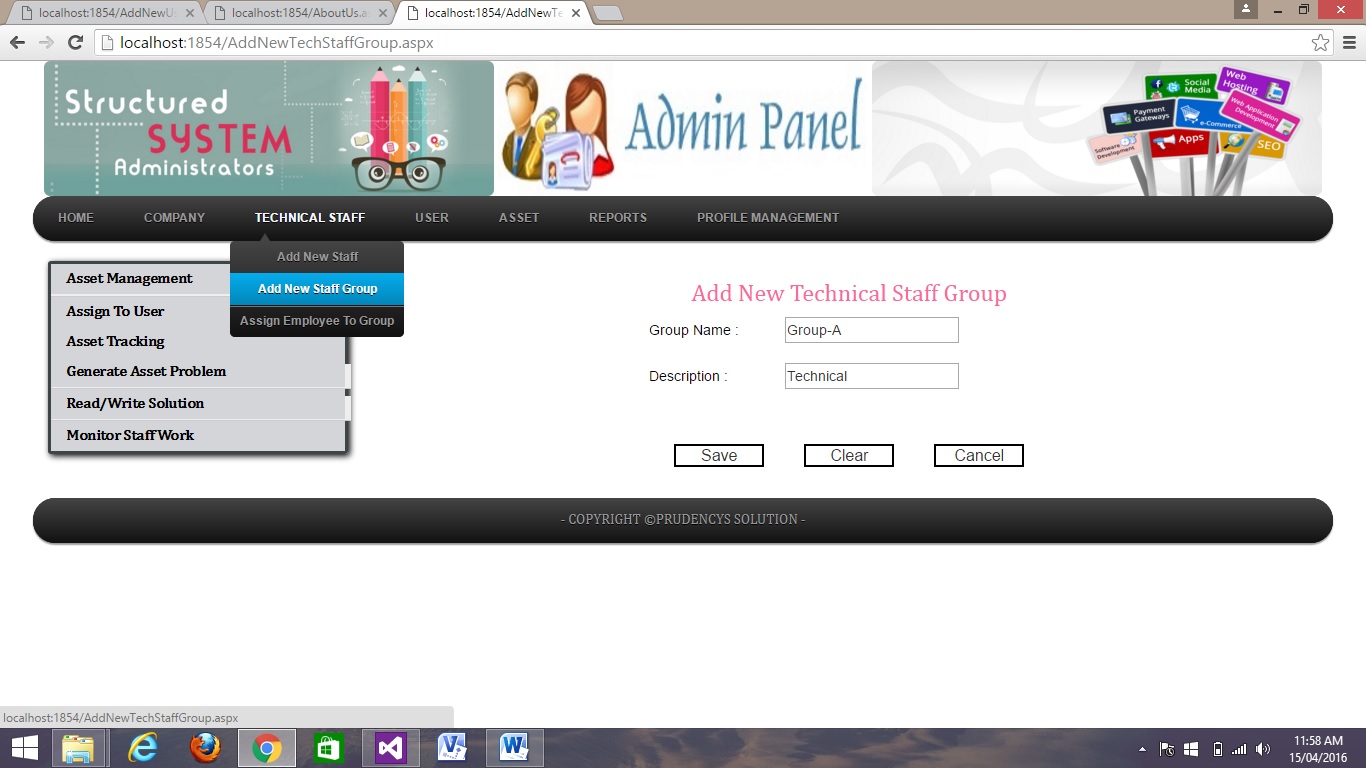 localhost:1854/AddNewU
localhost:1854/AboutUs.a
localhost:1854/AddNewTe
localhost:1854/AddNewTechStaffGroup.aspx
Structured
SYSTEM
Administrators
Admin Panel
Social Media
Web Hosting
Payment Gateways
e-Commerce
Web Application Development
Software Development
Apps
SEO
HOME COMPANY TECHNICAL STAFF USER ASSET REPORTS PROFILE MANAGEMENT
Add New Staff
Add New Staff Group
Assign Employee To Group
Asset Management
Assign To User
Asset Tracking
Generate Asset Problem
Read/Write Solution
Monitor Staff Work
Add New Technical Staff Group
Group Name : Group-A
Description : Technical
Save Clear Cancel
- COPYRIGHT ©PRUDENCYS SOLUTION -
localhost:1854/AddNewTechStaffGroup.aspx
11:58 AM
15/04/2016